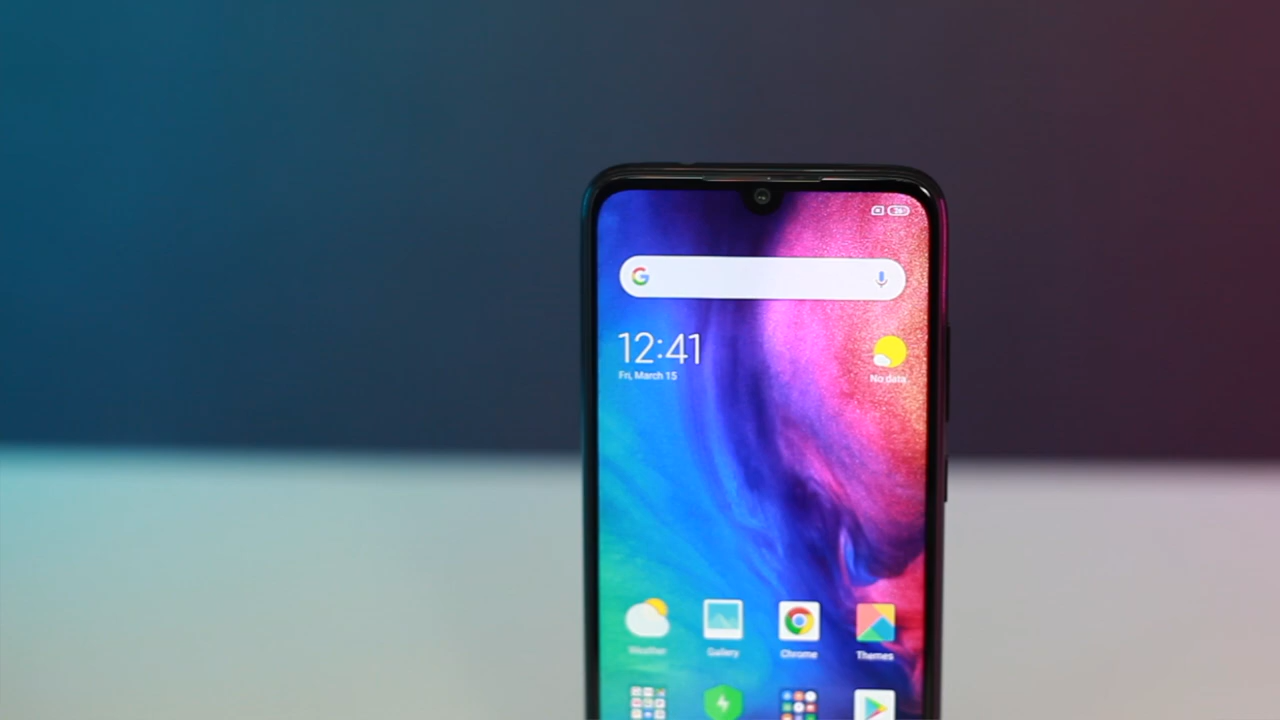 12:41
Fri, March 15
No data
Weather
Gallery
Chrome
Themes